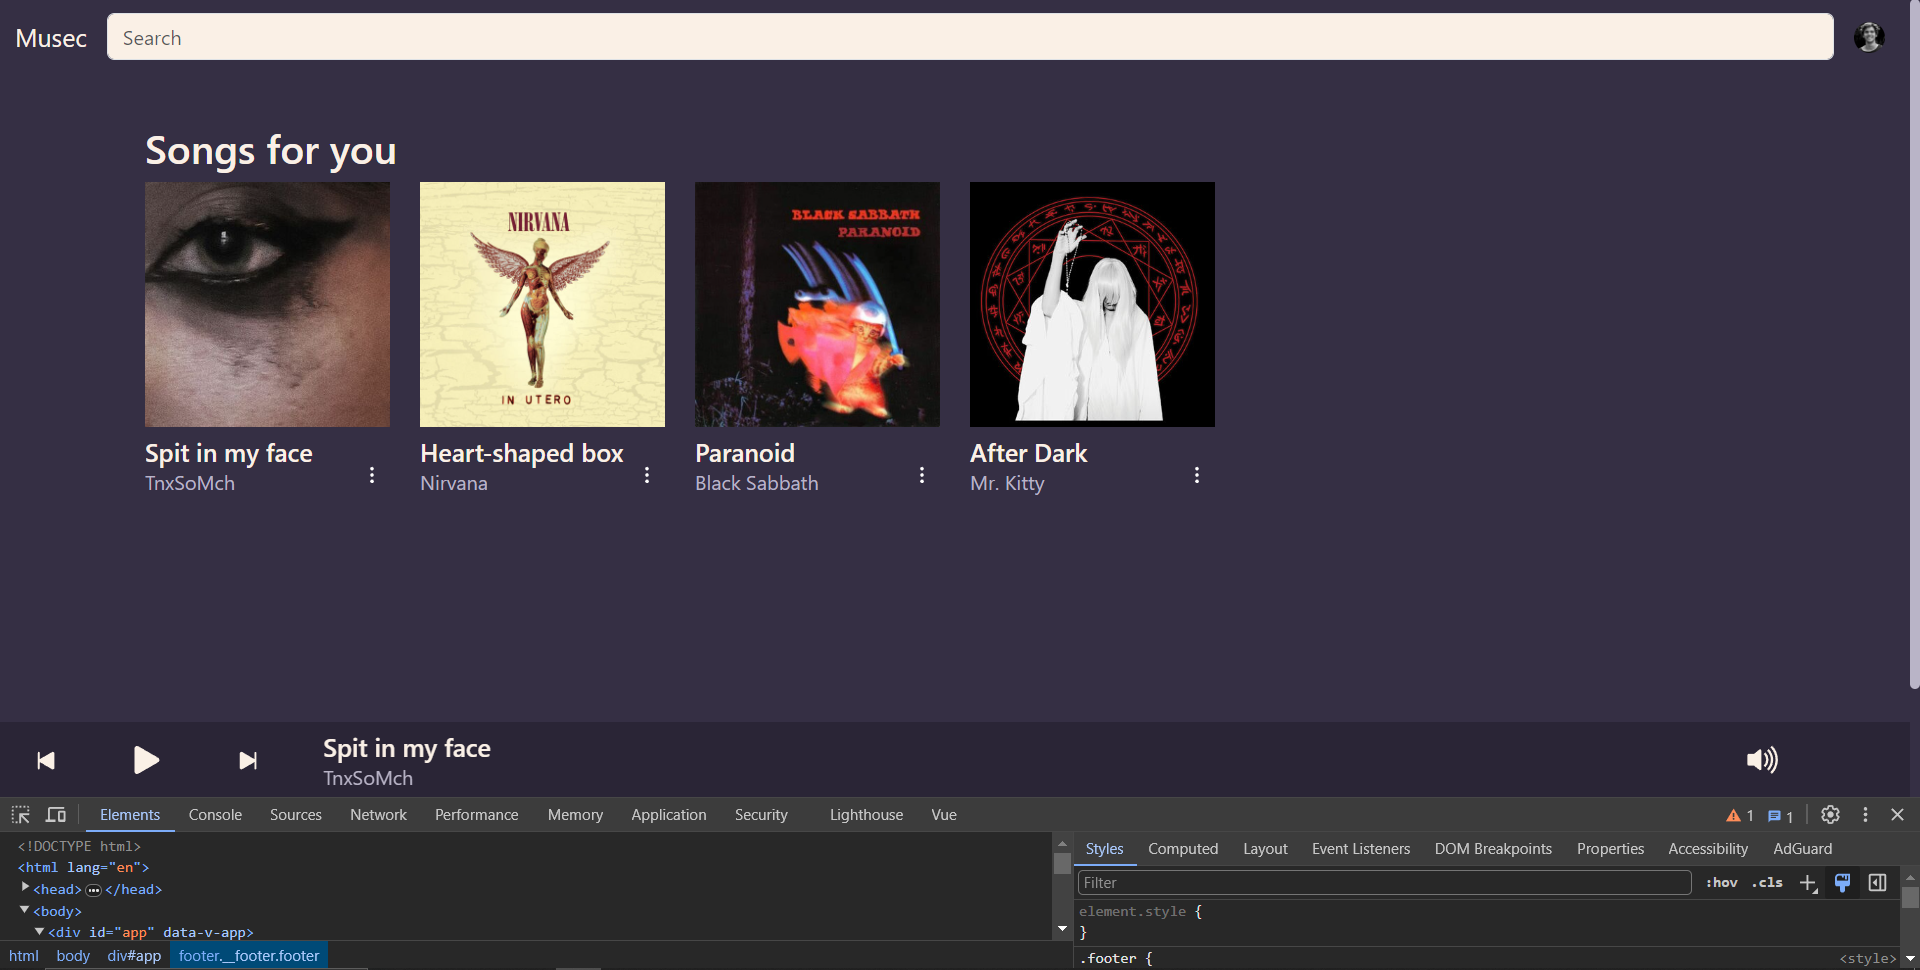 Musec
Search
Songs for you
NIRVANA
IN UTERO
BLACK SABBATH
PARANOID
Spit in my face
TnxSoMch
Heart-shaped box
Nirvana
Paranoid
Black Sabbath
After Dark
Mr. Kitty
Spit in my face
TnxSoMch
Elements Console Sources Network Performance Memory Application Security Lighthouse Vue 1 1
<!DOCTYPE html>
<html lang="en">
<head> </head>
<body>
<div id="app" data-v-app>
html body div#app footer.__footer.footer
Styles Computed Layout Event Listeners DOM Breakpoints Properties Accessibility AdGuard
Filter :hov .cls
element.style {
}
.footer { <style>